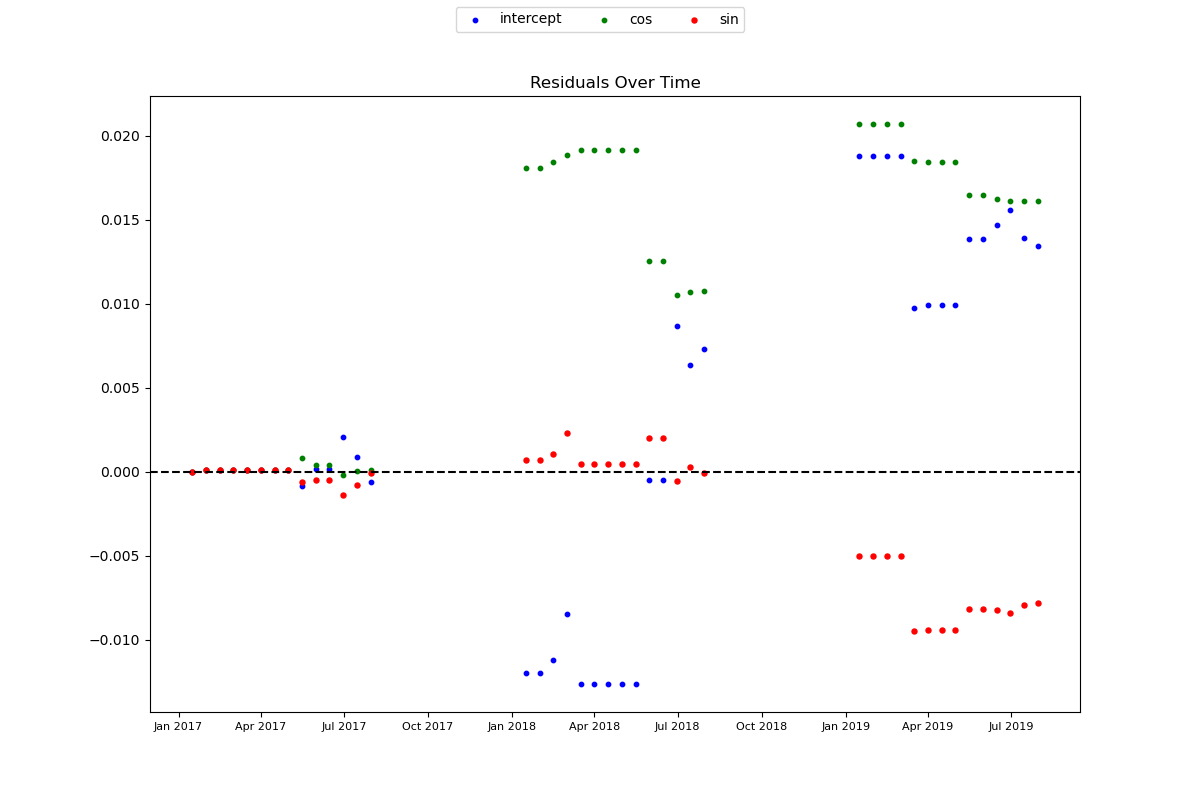 intercept cos sin
Residuals Over Time
0.020
0.015
0.010
0.005
0.000
−0.005
−0.010
Jan 2017 Apr 2017 Jul 2017 Oct 2017 Jan 2018 Apr 2018 Jul 2018 Oct 2018 Jan 2019 Apr 2019 Jul 2019